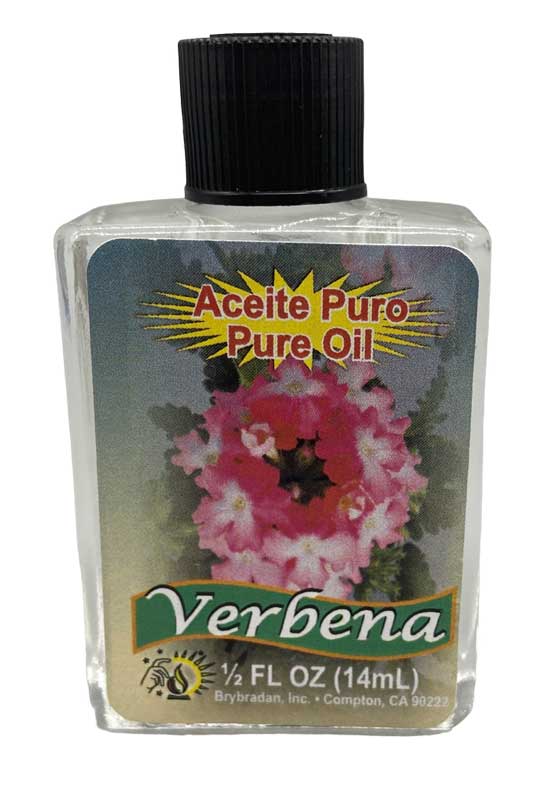 Aceite Puro
Pure Oil
Verbena
½ FL OZ (14mL)
Brybradan, Inc. • Compton, CA 90222